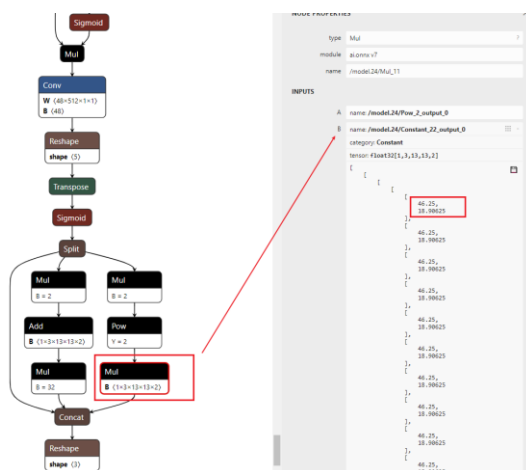 Sigmoid
Mul
Conv
W ⟨48×512×1×1⟩
B ⟨48⟩
Reshape
shape ⟨5⟩
Transpose
Sigmoid
Split
Mul
B = 2
Mul
B = 2
Add
B ⟨1×3×13×13×2⟩
Pow
Y = 2
Mul
B = 32
Mul
B ⟨1×3×13×13×2⟩
Concat
Reshape
shape ⟨3⟩
NODE PROPERTIES
type Mul
module ai.onnx v7
name /model.24/Mul_11
INPUTS
A name: /model.24/Pow_2_output_0
B name: /model.24/Constant_22_output_0
category: Constant
tensor: float32[1,3,13,13,2]
[
[
[
[
[
46.25,
18.90625
],
[
46.25,
18.90625
],
[
46.25,
18.90625
],
[
46.25,
18.90625
],
[
46.25,
18.90625
],
[
46.25,
18.90625
],
[
46.25,
18.90625
],
[
46.25,
18.90625
],
[
46.25,
18.90625
],
[
46.25,